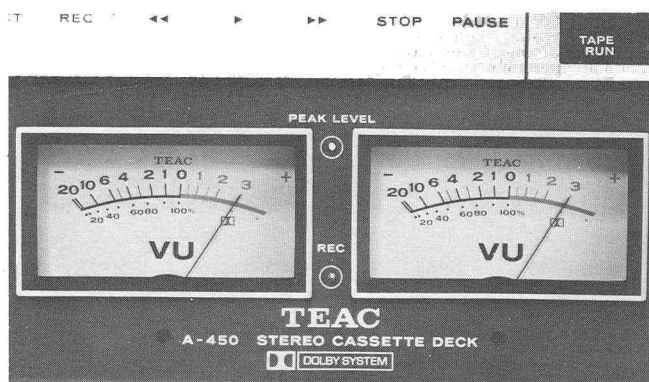 REC ◄◄ ► ►► STOP PAUSE
TAPE
RUN
PEAK LEVEL
TEAC
- +
20 10 6 4 2 1 0 1 2 3
20 40 60 80 100%
VU
TEAC
- +
20 10 6 4 2 1 0 1 2 3
20 40 60 80 100%
VU
REC
TEAC
A-450 STEREO CASSETTE DECK
DOLBY SYSTEM